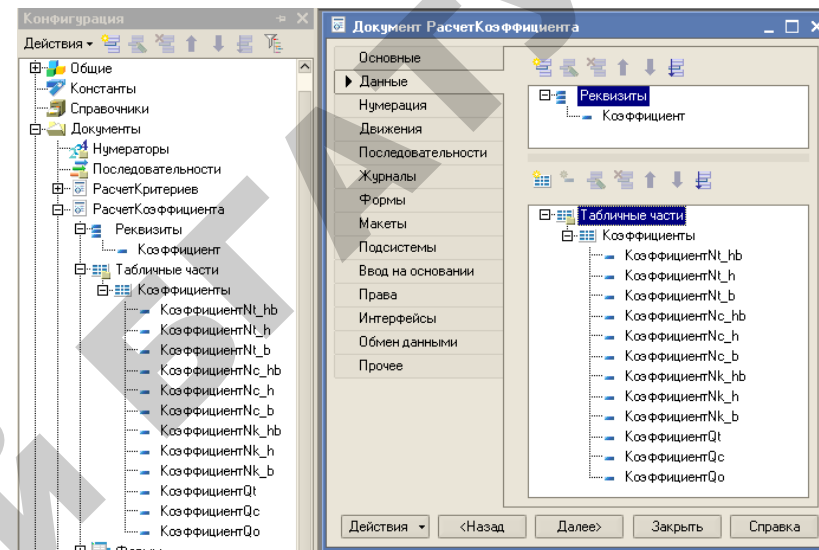 Конфигурация
Действия
Общие
Константы
Справочники
Документы
Нумераторы
Последовательности
РасчетКритериев
РасчетКоэффициента
Реквизиты
Коэффициент
Табличные части
Коэффициенты
КоэффициентNt_hb
КоэффициентNt_h
КоэффициентNt_b
КоэффициентNc_hb
КоэффициентNc_h
КоэффициентNc_b
КоэффициентNk_hb
КоэффициентNk_h
КоэффициентNk_b
КоэффициентQt
КоэффициентQc
КоэффициентQo
Формы
Документ РасчетКоэффициента
Основные
Данные
Нумерация
Движения
Последовательности
Журналы
Формы
Макеты
Подсистемы
Ввод на основании
Права
Интерфейсы
Обмен данными
Прочее
Реквизиты
Коэффициент
Табличные части
Коэффициенты
КоэффициентNt_hb
КоэффициентNt_h
КоэффициентNt_b
КоэффициентNc_hb
КоэффициентNc_h
КоэффициентNc_b
КоэффициентNk_hb
КоэффициентNk_h
КоэффициентNk_b
КоэффициентQt
КоэффициентQc
КоэффициентQo
Действия <Назад Далее> Закрыть Справка
Й БГАТУ